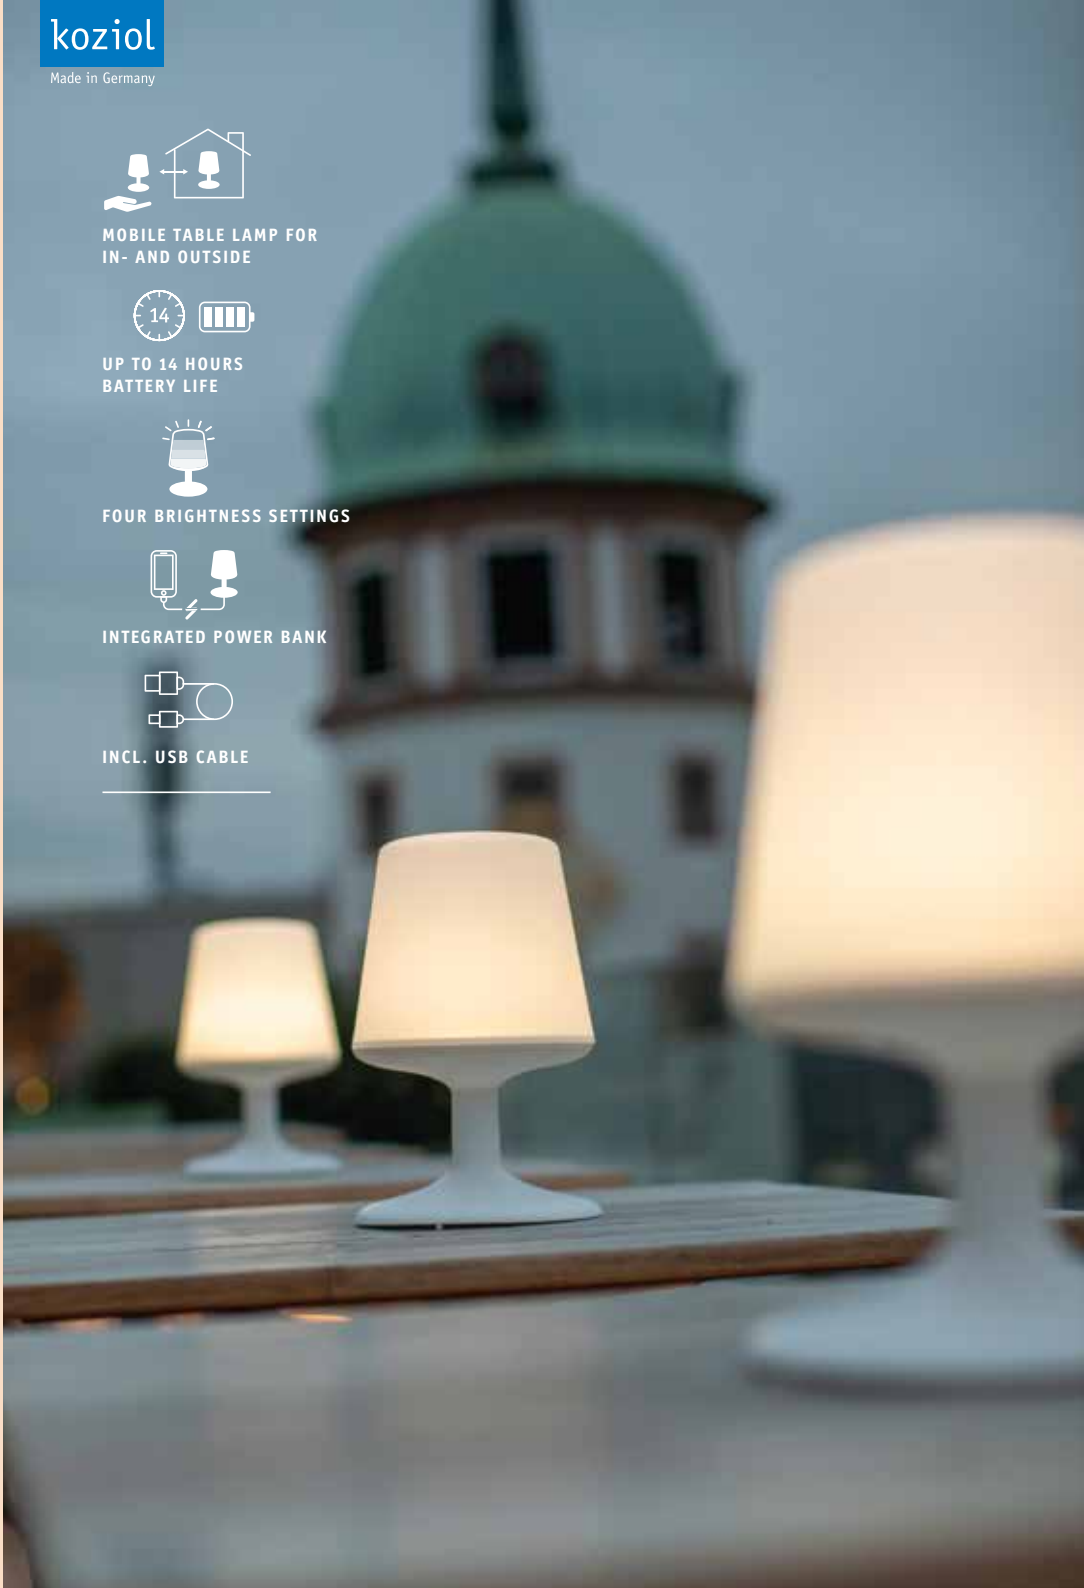 koziol
Made in Germany
MOBILE TABLE LAMP FOR
IN- AND OUTSIDE
14
UP TO 14 HOURS
BATTERY LIFE
FOUR BRIGHTNESS SETTINGS
INTEGRATED POWER BANK
INCL. USB CABLE